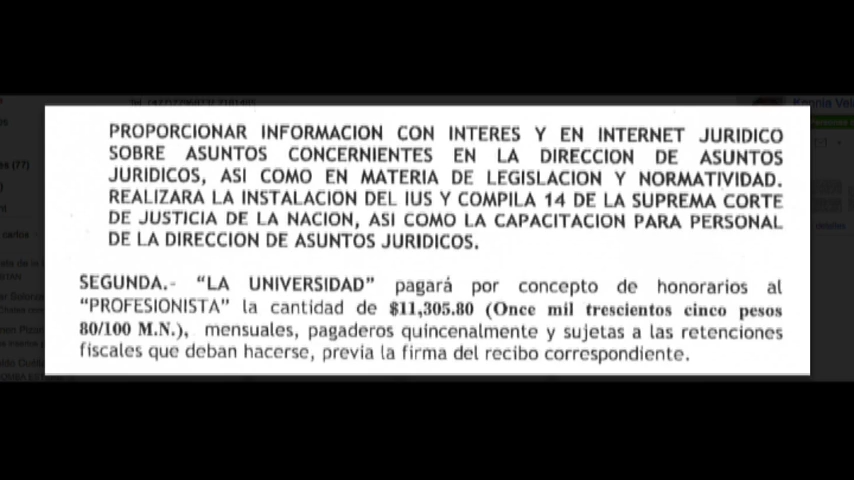 PROPORCIONAR INFORMACION CON INTERES Y EN INTERNET JURIDICO
SOBRE ASUNTOS CONCERNIENTES EN LA DIRECCION DE ASUNTOS
JURIDICOS, ASI COMO EN MATERIA DE LEGISLACION Y NORMATIVIDAD.
REALIZARA LA INSTALACION DEL IUS Y COMPILA 14 DE LA SUPREMA CORTE
DE JUSTICIA DE LA NACION, ASI COMO LA CAPACITACION PARA PERSONAL
DE LA DIRECCION DE ASUNTOS JURIDICOS.
SEGUNDA.- “LA UNIVERSIDAD” pagará por concepto de honorarios al
“PROFESIONISTA” la cantidad de $11,305.80 (Once mil trescientos cinco pesos
80/100 M.N.), mensuales, pagaderos quincenalmente y sujetas a las retenciones
fiscales que deban hacerse, previa la firma del recibo correspondiente.
(77)
carlos
detalles